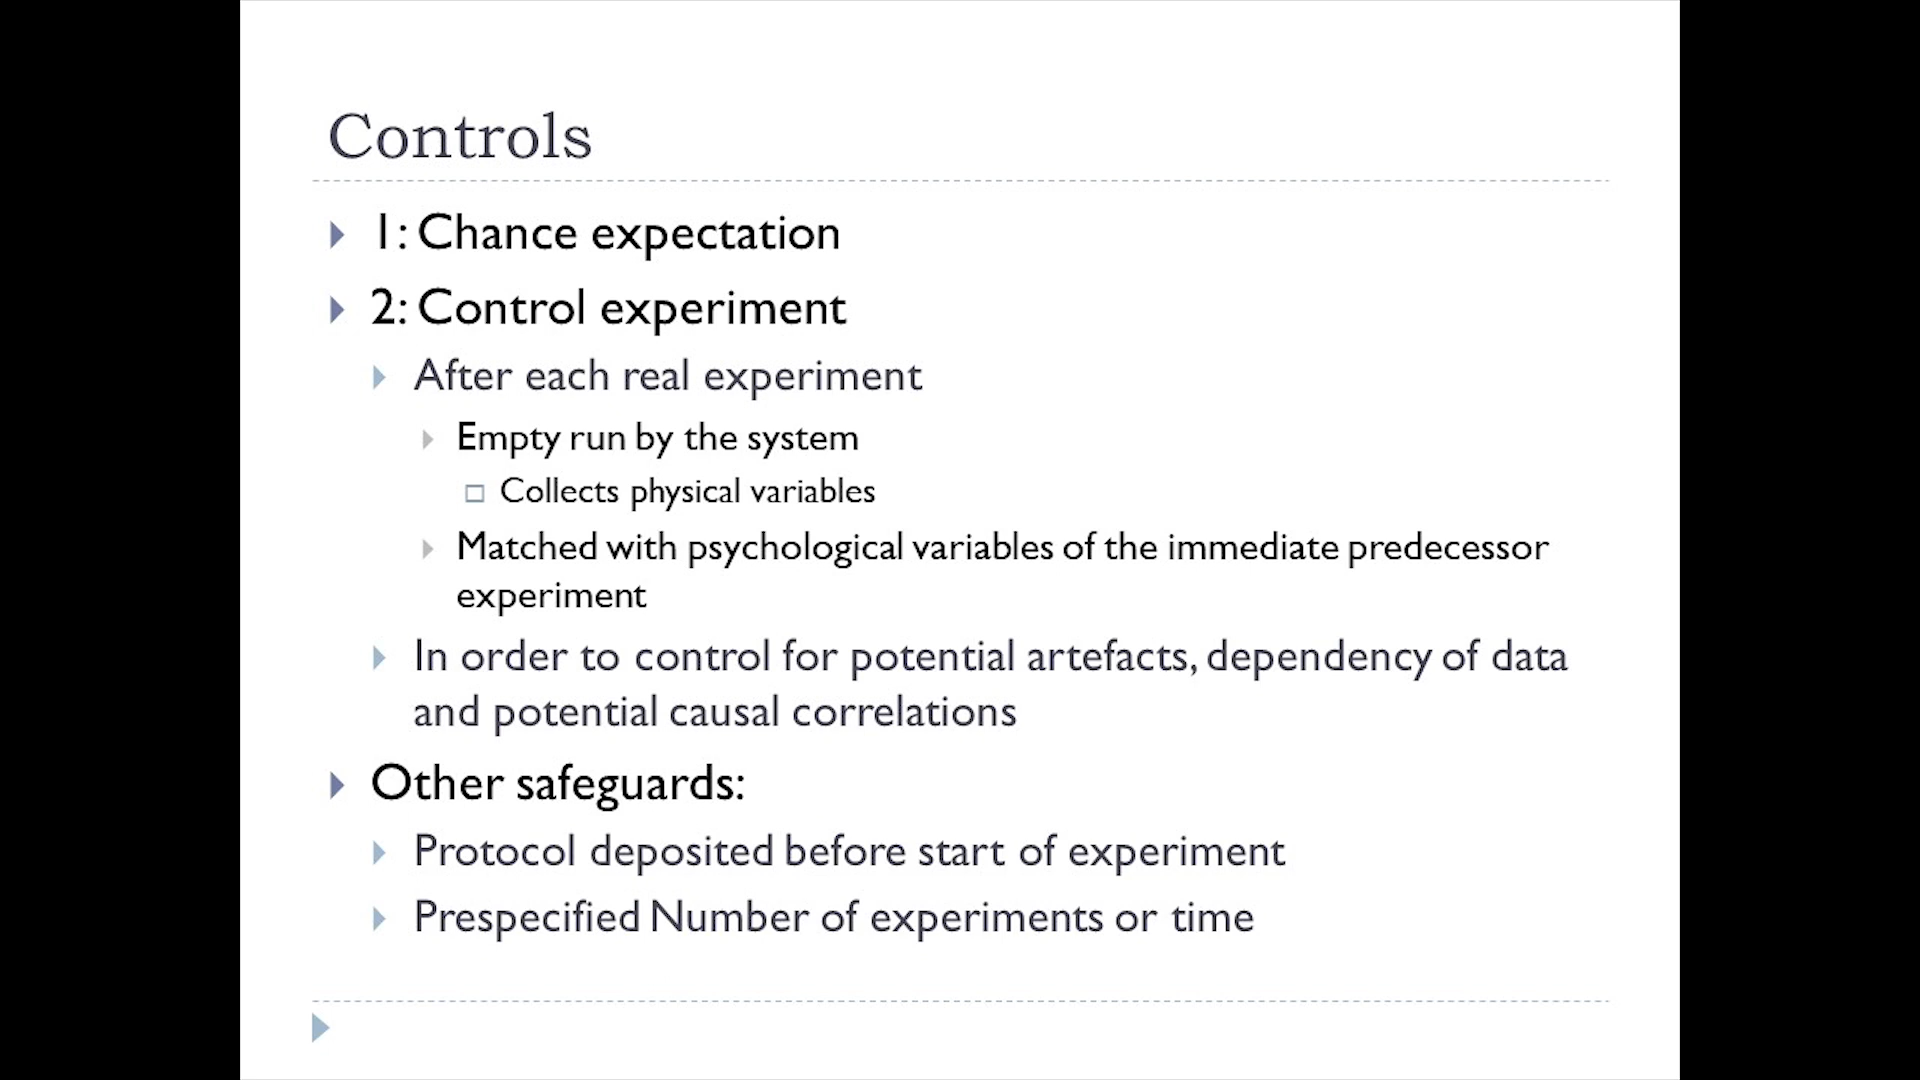 Controls
1: Chance expectation
2: Control experiment
After each real experiment
Empty run by the system
Collects physical variables
Matched with psychological variables of the immediate predecessor
experiment
In order to control for potential artefacts, dependency of data
and potential causal correlations
Other safeguards:
Protocol deposited before start of experiment
Prespecified Number of experiments or time